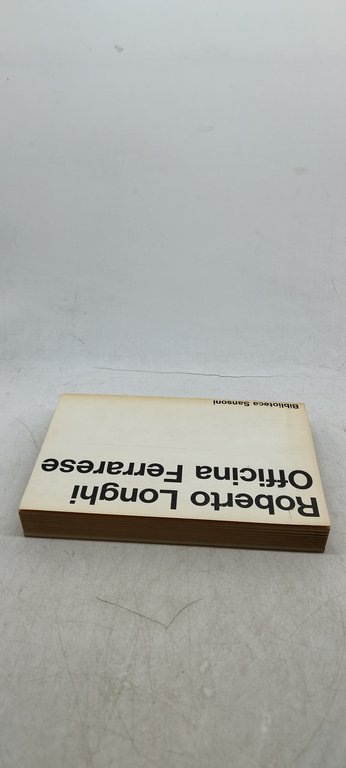 Roberto Longhi
Officina Ferrarese
Biblioteca Sansoni